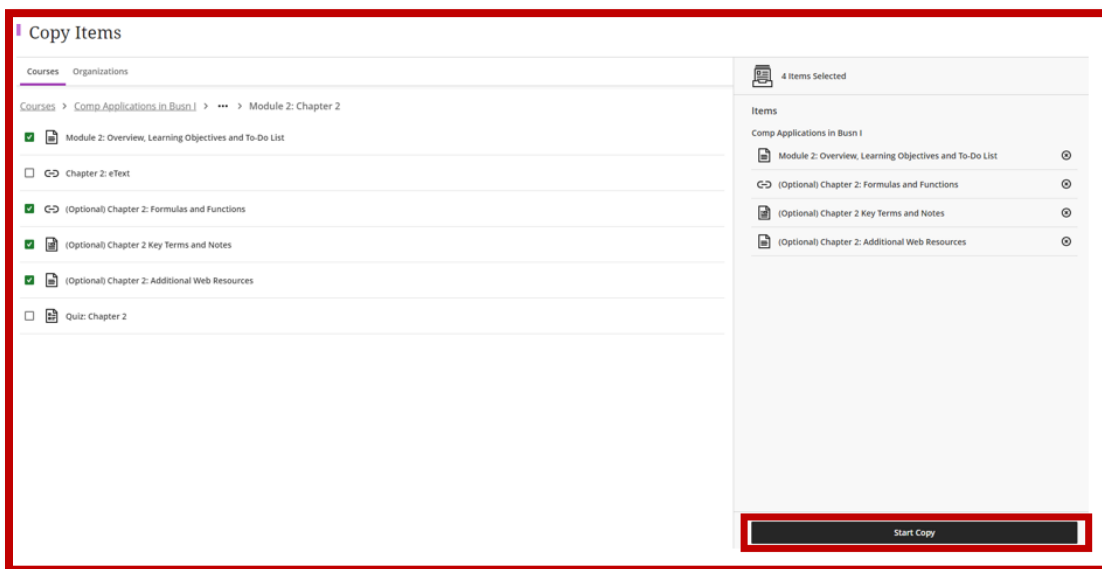 Copy Items
Courses Organizations
Courses > Comp Applications in Busn I > ••• > Module 2: Chapter 2
Module 2: Overview, Learning Objectives and To-Do List
Chapter 2: eText
(Optional) Chapter 2: Formulas and Functions
(Optional) Chapter 2 Key Terms and Notes
(Optional) Chapter 2: Additional Web Resources
Quiz: Chapter 2
4 Items Selected
Items
Comp Applications in Busn I
Module 2: Overview, Learning Objectives and To-Do List
(Optional) Chapter 2: Formulas and Functions
(Optional) Chapter 2 Key Terms and Notes
(Optional) Chapter 2: Additional Web Resources
Start Copy